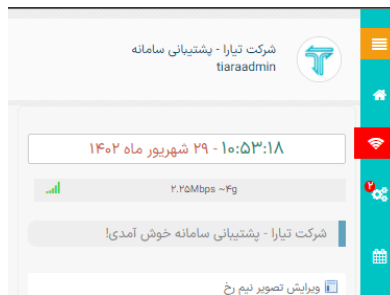 شرکت تیارا - پشتیبانی سامانه
tiaraadmin
۱۰:۵۳:۱۸ - ۲۹ شهریور ماه ۱۴۰۲
۲.۲۵Mbps ~۴g
۲
شرکت تیارا - پشتیبانی سامانه خوش آمدی!
ویرایش تصویر نیم رخ